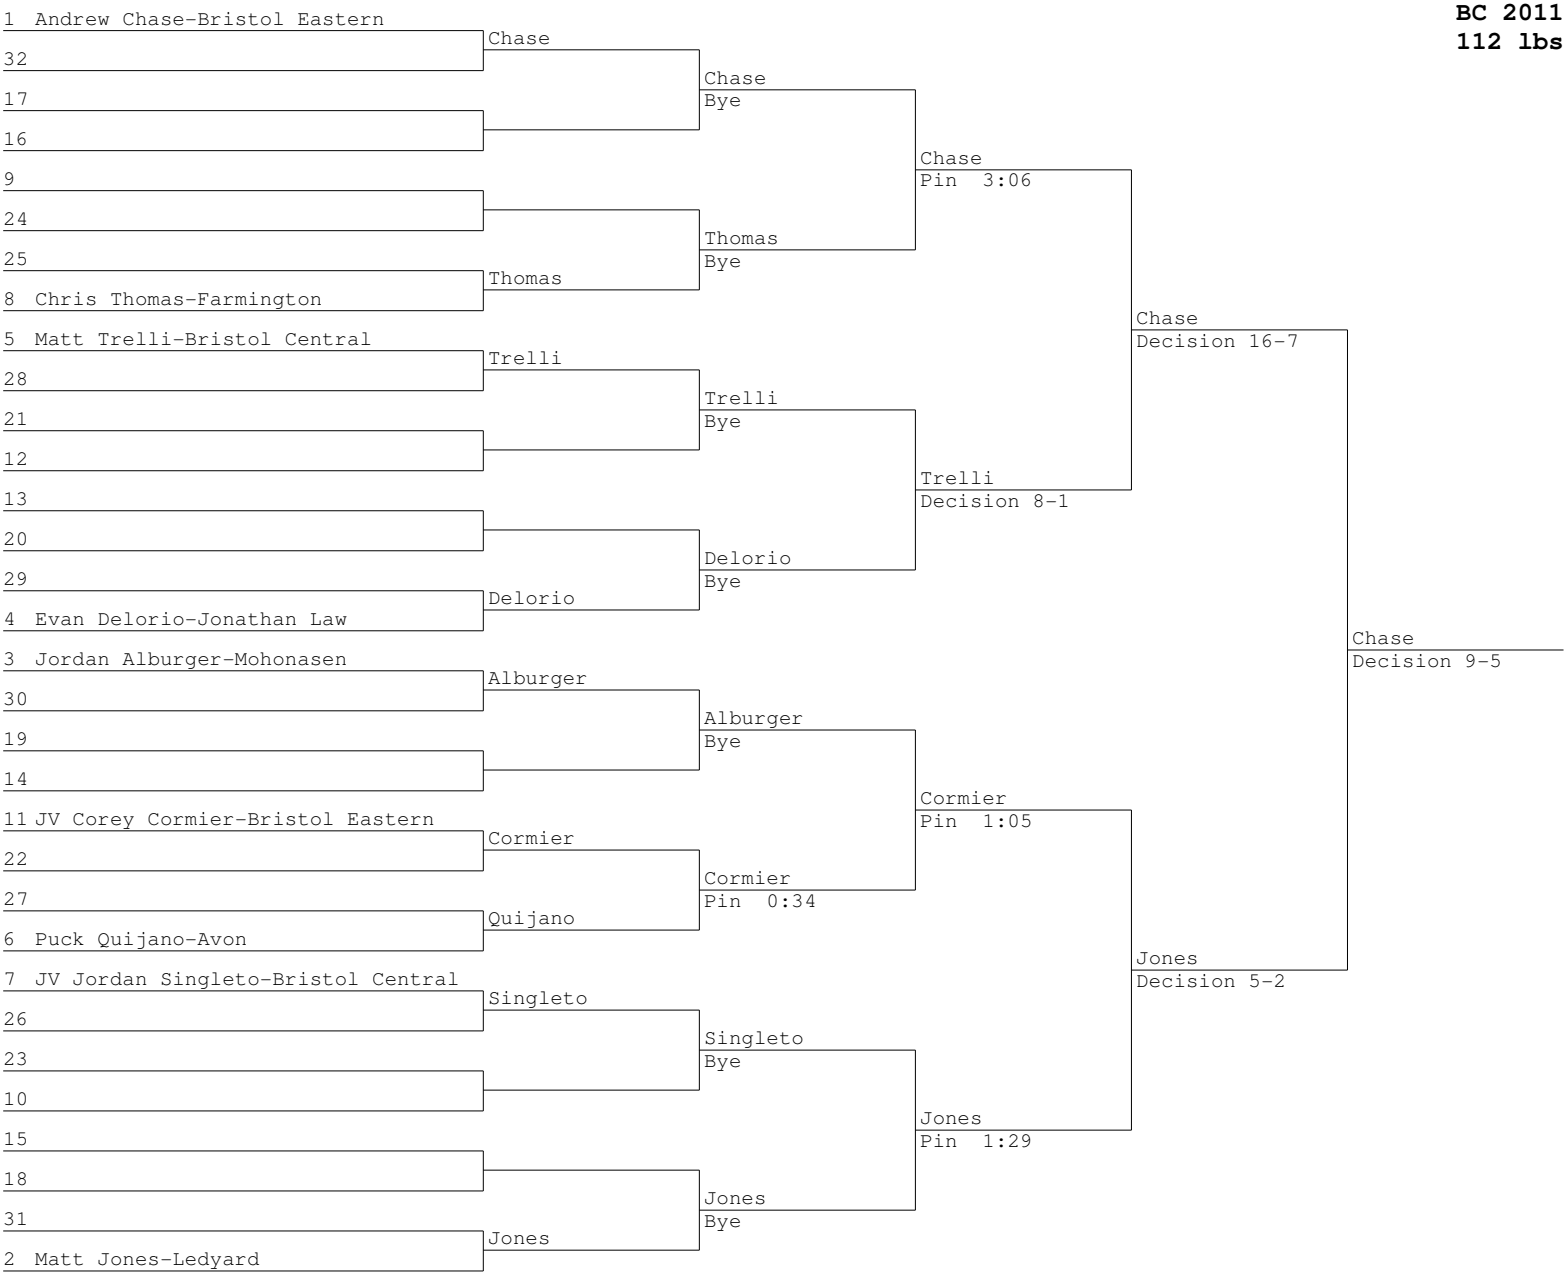 BC 2011
112 lbs
1 Andrew Chase-Bristol Eastern
32
17
16
9
24
25
8 Chris Thomas-Farmington
5 Matt Trelli-Bristol Central
28
21
12
13
20
29
4 Evan Delorio-Jonathan Law
3 Jordan Alburger-Mohonasen
30
19
14
11 JV Corey Cormier-Bristol Eastern
22
27
6 Puck Quijano-Avon
7 JV Jordan Singleto-Bristol Central
26
23
10
15
18
31
2 Matt Jones-Ledyard
Chase
Thomas
Trelli
Delorio
Alburger
Cormier
Quijano
Singleto
Jones
Chase
Bye
Thomas
Bye
Trelli
Bye
Delorio
Bye
Alburger
Bye
Cormier
Pin 0:34
Singleto
Bye
Jones
Bye
Chase
Pin 3:06
Trelli
Decision 8-1
Cormier
Pin 1:05
Jones
Pin 1:29
Chase
Decision 16-7
Jones
Decision 5-2
Chase
Decision 9-5